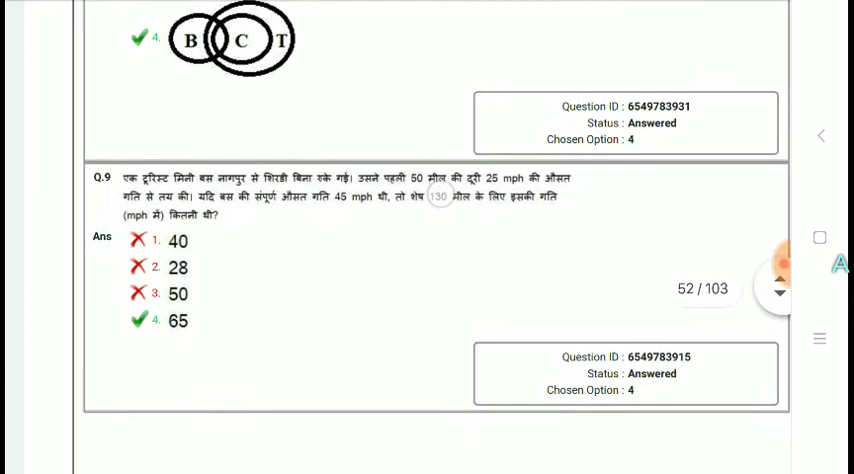 4. B C T
Question ID : 6549783931
Status : Answered
Chosen Option : 4
Q.9 एक टूरिस्ट मिनी बस नागपुर से शिरडी बिना रुके गई। उसने पहली 50 मील की दूरी 25 mph की औसत
गति से तय की। यदि बस की संपूर्ण औसत गति 45 mph थी, तो शेष 130 मील के लिए इसकी गति
(mph में) कितनी थी?
Ans 1. 40
2. 28
3. 50
4. 65
52 / 103
A
Question ID : 6549783915
Status : Answered
Chosen Option : 4